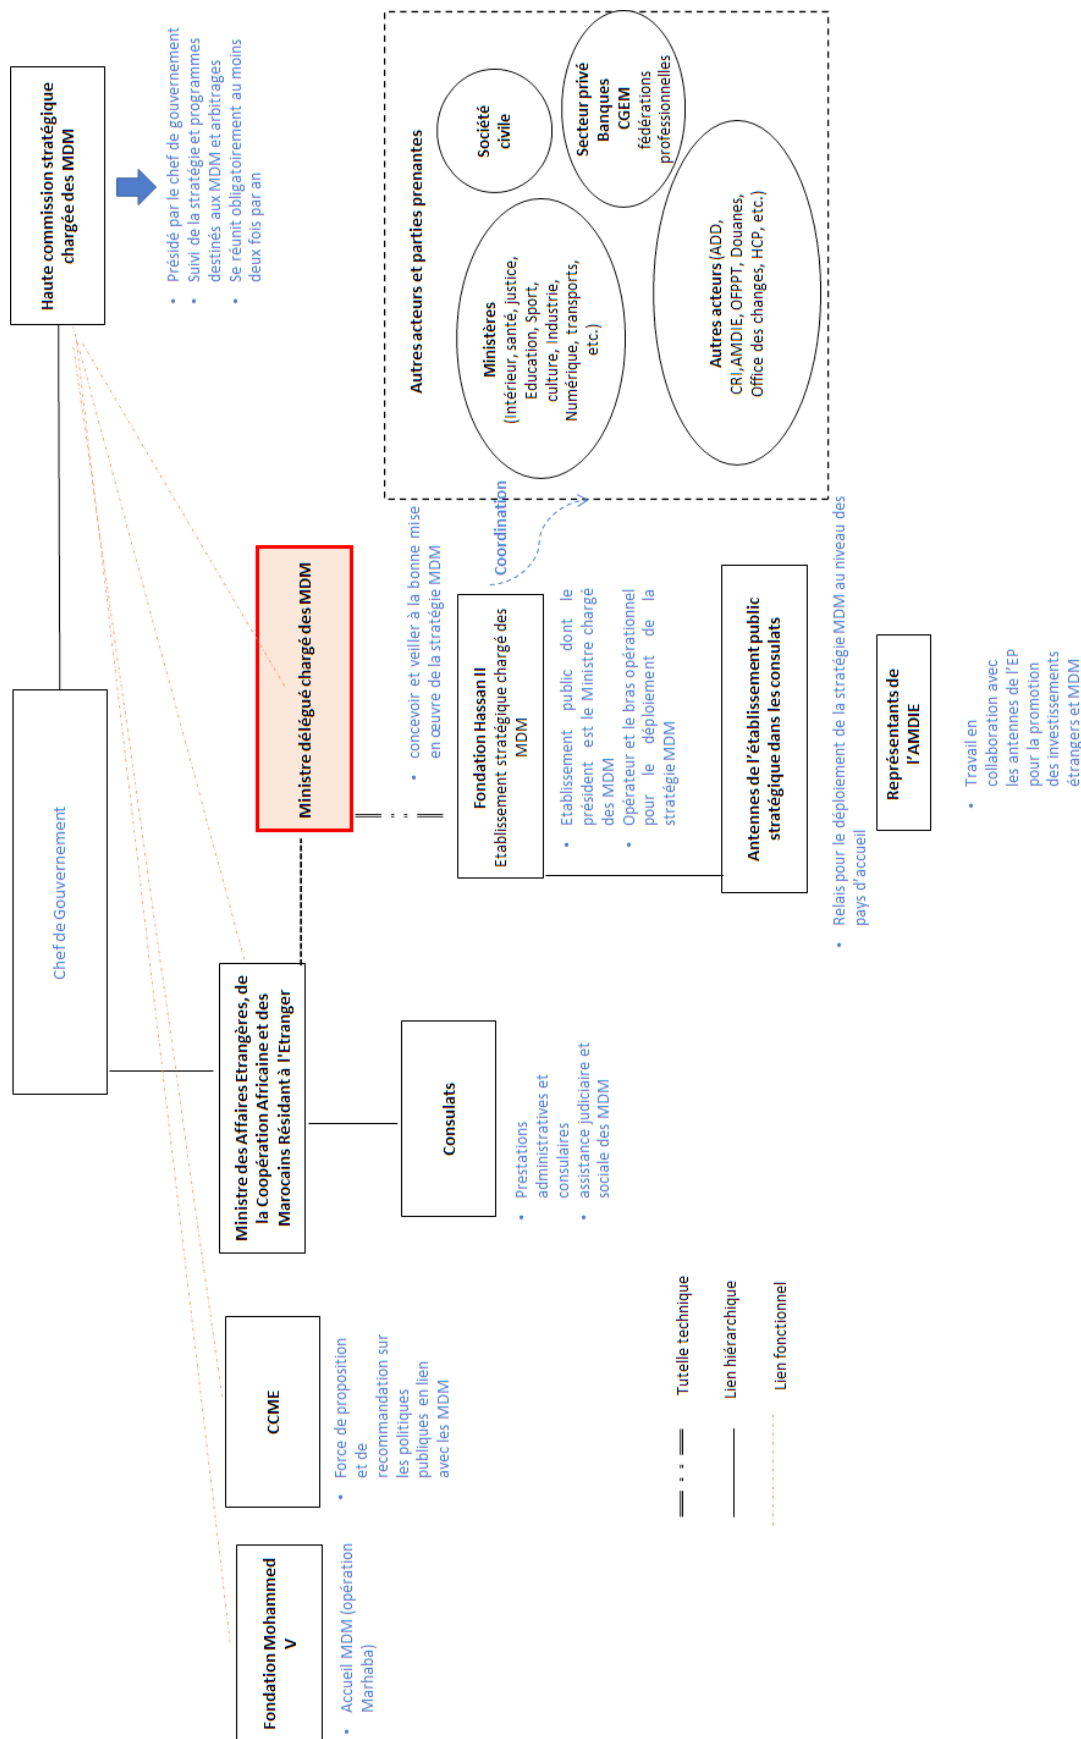 Chef de Gouvernement
Haute commission stratégique
chargée des MDM
• Présidé par le chef de gouvernement
• Suivi de la stratégie et programmes
destinés aux MDM et arbitrages
• Se réunit obligatoirement au moins
deux fois par an
Fondation Mohammed
V
• Accueil MDM (opération
Marhaba)
CCME
• Force de proposition
et de
recommandation sur
les politiques
publiques en lien
avec les MDM
Ministre des Affaires Etrangères, de
la Coopération Africaine et des
Marocains Résidant à l'Etranger
Consulats
• Prestations
administratives et
consulaires
• assistance judiciaire et
sociale des MDM
Ministre délégué chargé des MDM
• concevoir et veiller à la bonne mise
en œuvre de la stratégie MDM
Coordination
Fondation Hassan II
Etablissement stratégique chargé des
MDM
• Etablissement public dont le
président est le Ministre chargé
des MDM
• Opérateur et le bras opérationnel
pour le déploiement de la
stratégie MDM
Antennes de l'établissement public
stratégique dans les consulats
• Relais pour le déploiement de la stratégie MDM au niveau des
pays d'accueil
Représentants de
l'AMDIE
• Travail en
collaboration avec
les antennes de l'EP
pour la promotion
des investissements
étrangers et MDM
Autres acteurs et parties prenantes
Ministères
(Intérieur, santé, justice,
Education, Sport,
culture, Industrie,
Numérique, transports,
etc.)
Société
civile
Secteur privé
Banques
CGEM
fédérations
professionnelles
Autres acteurs (ADD,
CRI,AMDIE, OFPPT, Douanes,
Office des changes, HCP, etc.)
Tutelle technique
Lien hiérarchique
Lien fonctionnel